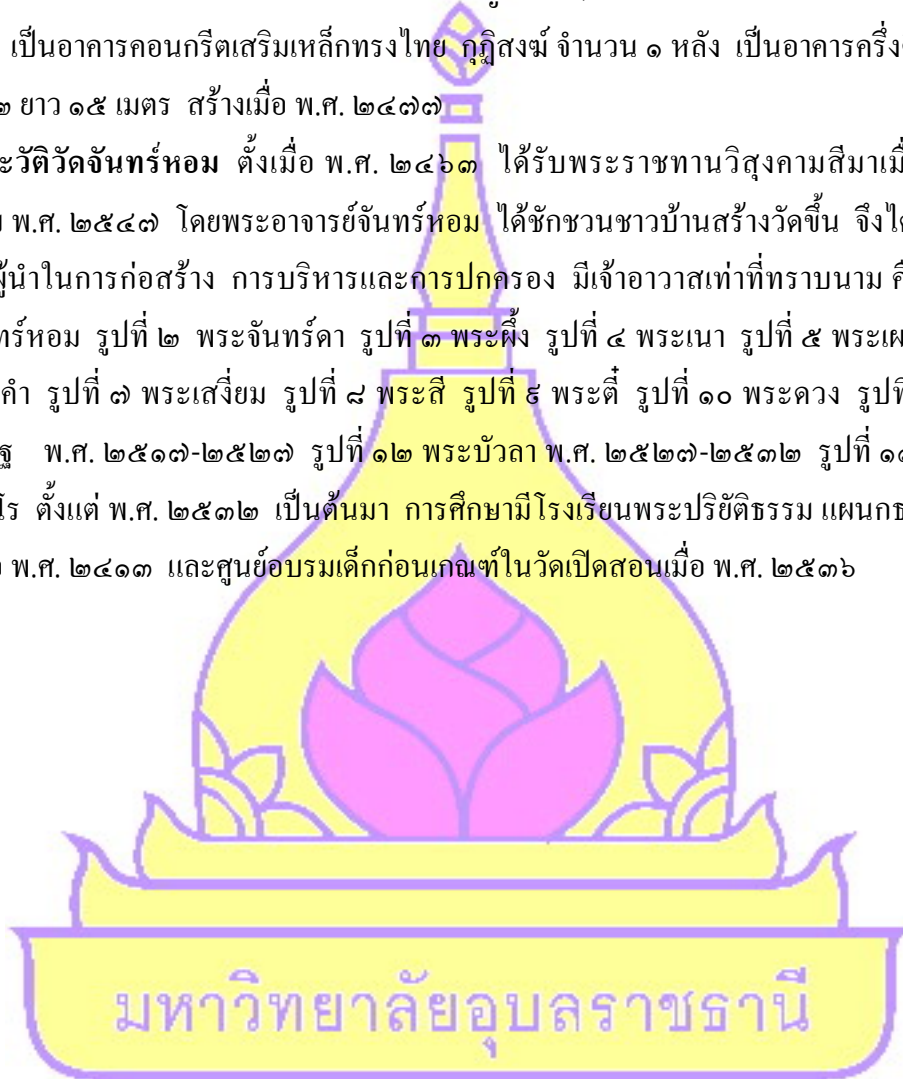 เป็นอาคารคอนกรีตเสริมเหล็กทรงไทย กุฏิสงฆ์ จำนวน ๑ หลัง เป็นอาคารครึ่ง
๒ ยาว ๑๕ เมตร สร้างเมื่อ พ.ศ. ๒๔๗๗
ะวัติวัดจันทร์หอม ตั้งเมื่อ พ.ศ. ๒๔๖๓ ได้รับพระราชทานวิสุงคามสีมาเมื่
พ.ศ. ๒๕๔๗ โดยพระอาจารย์จันทร์หอม ได้ชักชวนชาวบ้านสร้างวัดขึ้น จึงได
ผู้นำในการก่อสร้าง การบริหารและการปกครอง มีเจ้าอาวาสเท่าที่ทราบนาม คื
ทร์หอม รูปที่ ๒ พระจันทร์ดา รูปที่ ๓ พระผึ้ง รูปที่ ๔ พระเนา รูปที่ ๕ พระเผ
คำ รูปที่ ๗ พระเสงี่ยม รูปที่ ๘ พระสี รูปที่ ๙ พระตี๋ รูปที่ ๑๐ พระดวง รูปที่
ฐ พ.ศ. ๒๕๑๗-๒๕๒๗ รูปที่ ๑๒ พระบัวลา พ.ศ. ๒๕๒๗-๒๕๓๒ รูปที่
โร ตั้งแต่ พ.ศ. ๒๕๓๒ เป็นต้นมา การศึกษามีโรงเรียนพระปริยัติธรรม แผนกธ
พ.ศ. ๒๔๑๓ และศูนย์อบรมเด็กก่อนเกณฑ์ในวัดเปิดสอนเมื่อ พ.ศ. ๒๕๓๖
มหาวิทยาลัยอุบลราชธานี